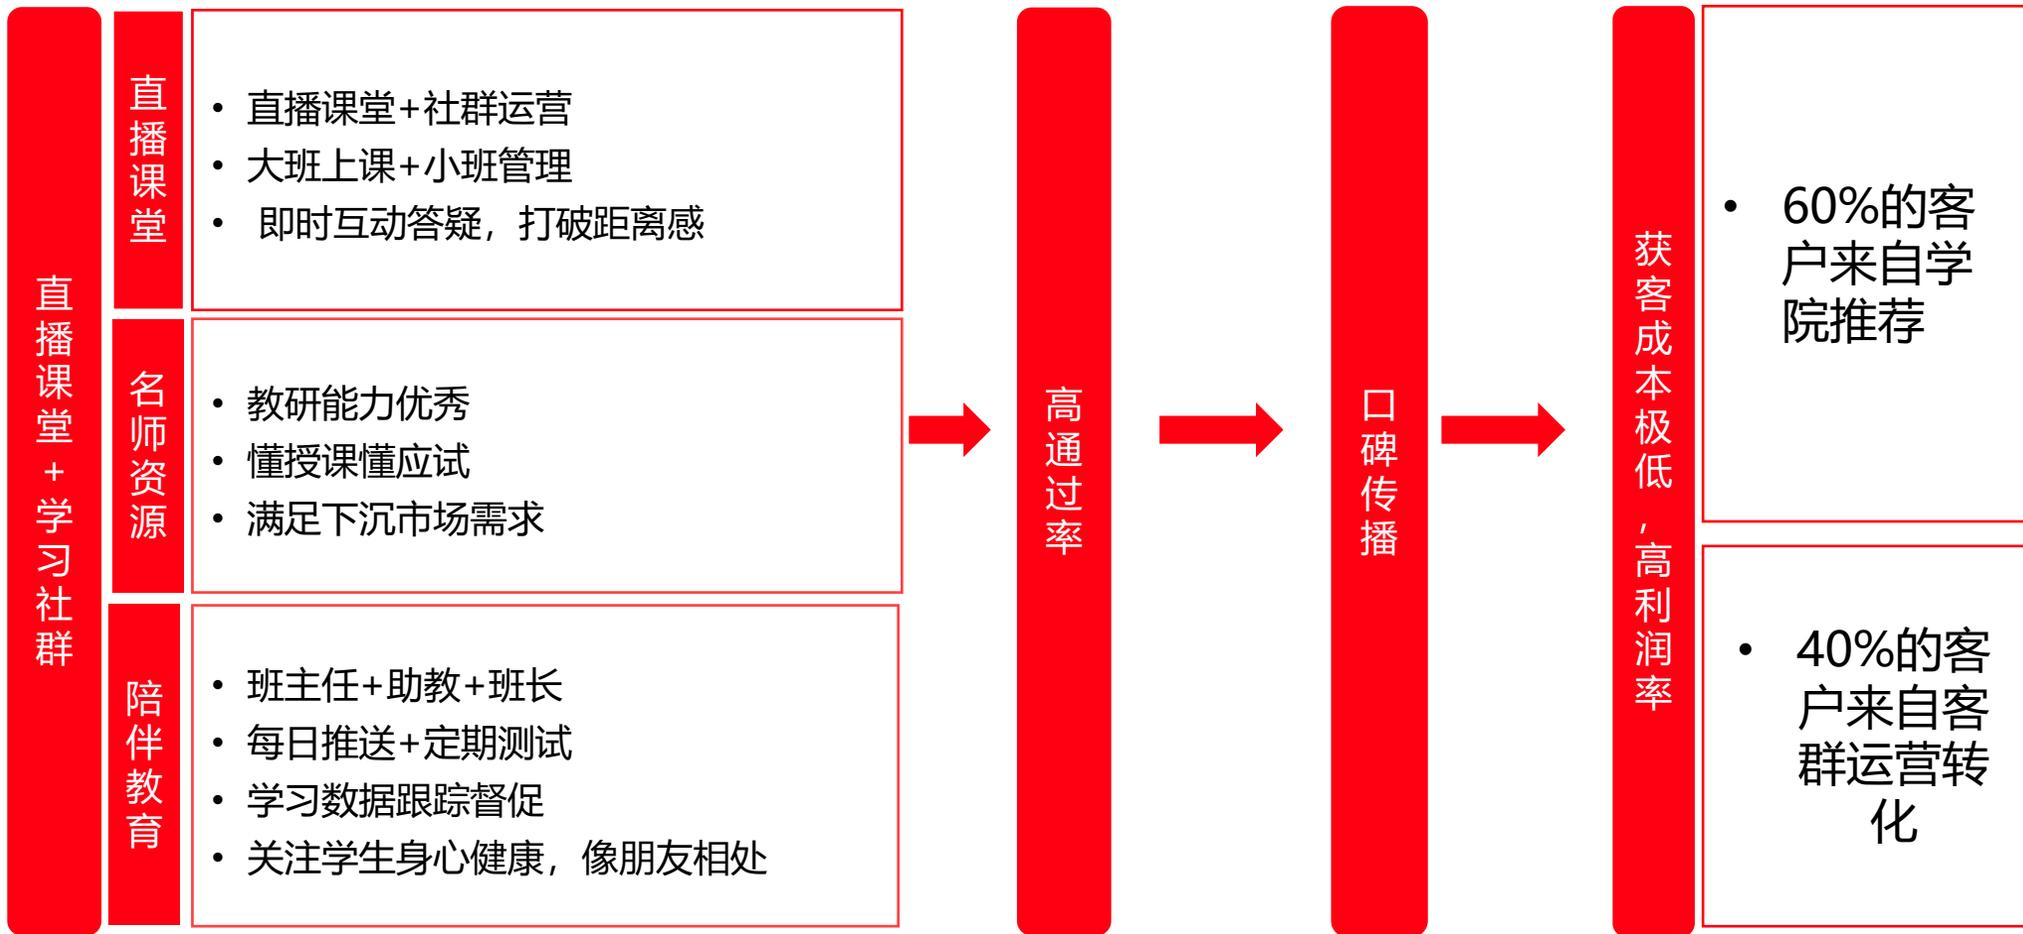 直播课堂+学习社群
直播课堂
• 直播课堂+社群运营
• 大班上课+小班管理
• 即时互动答疑，打破距离感
名师资源
• 教研能力优秀
• 懂授课懂应试
• 满足下沉市场需求
陪伴教育
• 班主任+助教+班长
• 每日推送+定期测试
• 学习数据跟踪督促
• 关注学生身心健康，像朋友相处
高通过率
口碑传播
获客成本极低,高利润率
• 60%的客
户来自学
院推荐
• 40%的客
户来自客
群运营转
化